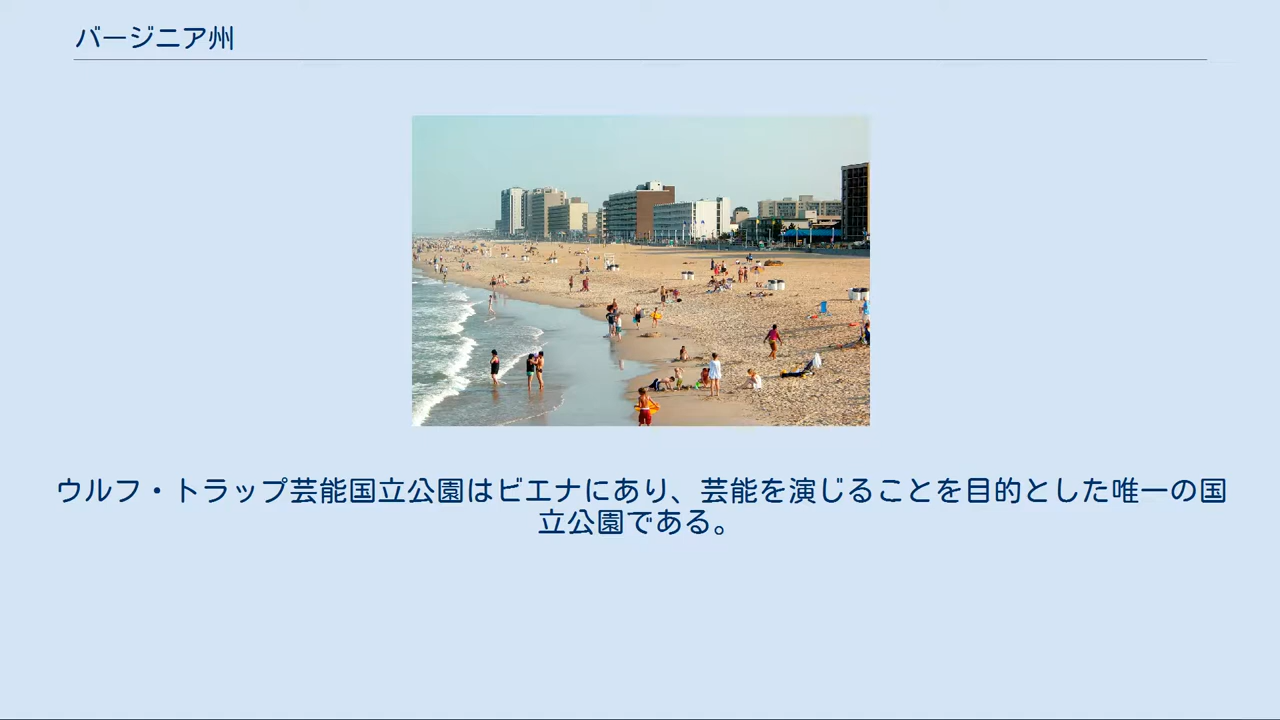 バージニア州
ウルフ・トラップ芸能国立公園はビエナにあり、芸能を演じることを目的とした唯一の国
立公園である。